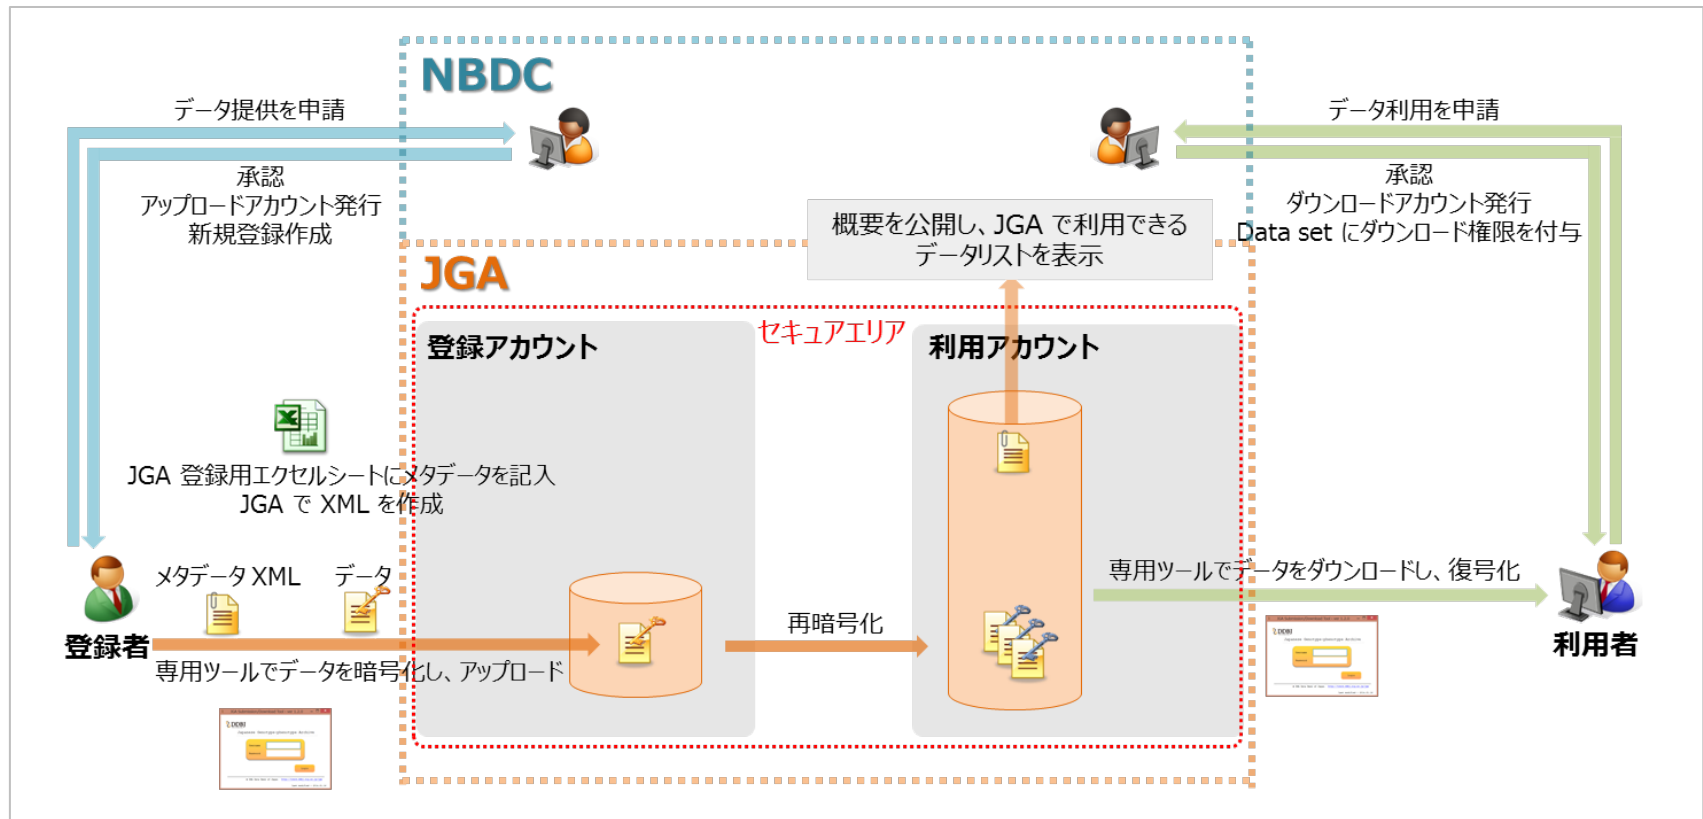 NBDC
データ提供を申請
承認
アップロードアカウント発行
新規登録作成
データ利用を申請
承認
ダウンロードアカウント発行
Data set にダウンロード権限を付与
概要を公開し、JGA で利用できる
データリストを表示
JGA
セキュアエリア
登録アカウント
利用アカウント
JGA 登録用エクセルシートにメタデータを記入
JGA で XML を作成
メタデータ XML
データ
登録者
専用ツールでデータを暗号化し、アップロード
再暗号化
専用ツールでデータをダウンロードし、復号化
利用者
DDBJ
Japanese Genotype-phenotype Archive
DDBJ
Japanese Genotype-phenotype Archive